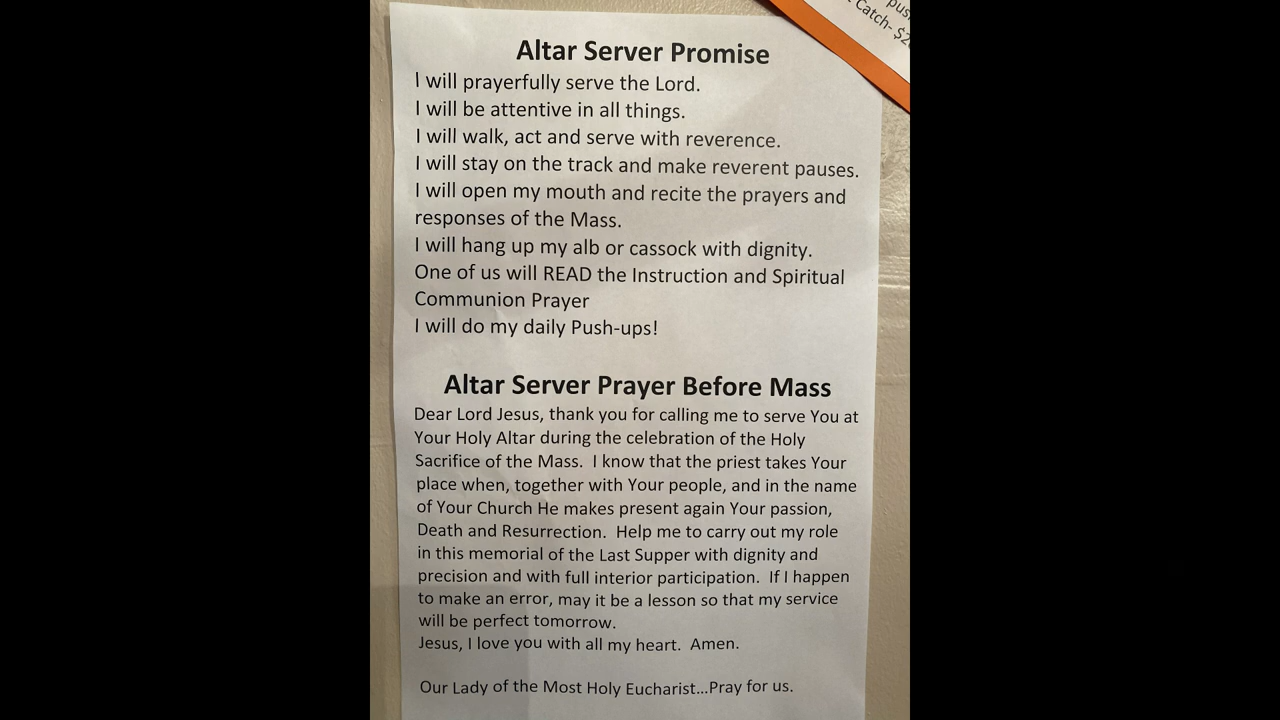 Catch- $2
Altar Server Promise
I will prayerfully serve the Lord.
I will be attentive in all things.
I will walk, act and serve with reverence.
I will stay on the track and make reverent pauses.
I will open my mouth and recite the prayers and
responses of the Mass.
I will hang up my alb or cassock with dignity.
One of us will READ the Instruction and Spiritual
Communion Prayer
I will do my daily Push-ups!
Altar Server Prayer Before Mass
Dear Lord Jesus, thank you for calling me to serve You at
Your Holy Altar during the celebration of the Holy
Sacrifice of the Mass.  I know that the priest takes Your
place when, together with Your people, and in the name
of Your Church He makes present again Your passion,
Death and Resurrection.  Help me to carry out my role
in this memorial of the Last Supper with dignity and
precision and with full interior participation.  If I happen
to make an error, may it be a lesson so that my service
will be perfect tomorrow.
Jesus, I love you with all my heart.  Amen.
Our Lady of the Most Holy Eucharist...Pray for us.